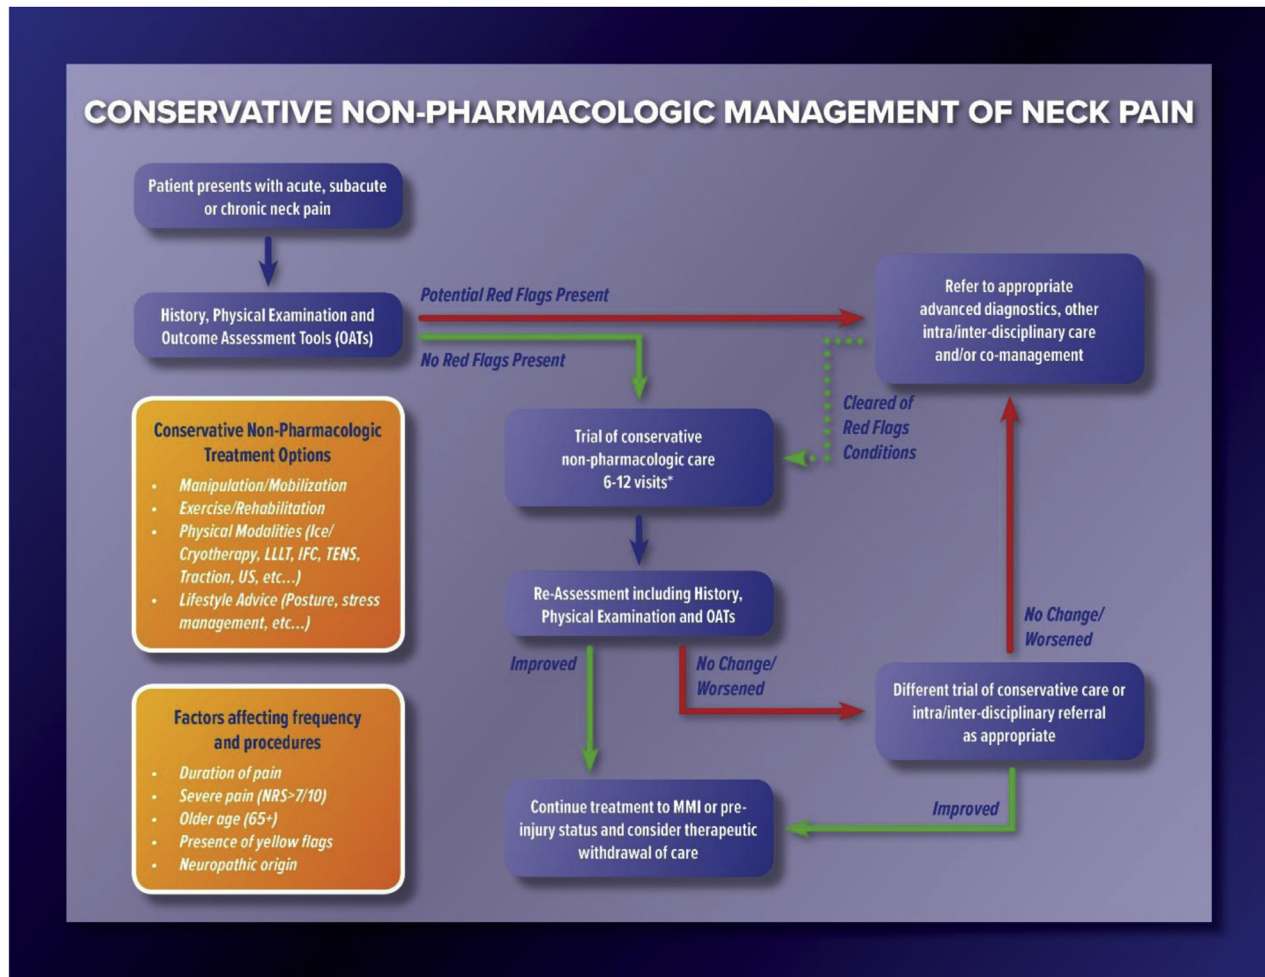 CONSERVATIVE NON-PHARMACOLOGIC MANAGEMENT OF NECK PAIN
Patient presents with acute, subacute
or chronic neck pain
History, Physical Examination and
Outcome Assessment Tools (OATs)
Potential Red Flags Present
No Red Flags Present
Refer to appropriate
advanced diagnostics, other
intra/inter-disciplinary care
and/or co-management
Cleared of
Red Flags
Conditions
Trial of conservative
non-pharmacologic care
6-12 visits*
Re-Assessment including History,
Physical Examination and OATs
Improved
No Change/
Worsened
Different trial of conservative care or
intra/inter-disciplinary referral
as appropriate
No Change/
Worsened
Improved
Continue treatment to MMI or pre-
injury status and consider therapeutic
withdrawal of care
Conservative Non-Pharmacologic
Treatment Options
• Manipulation/Mobilization
• Exercise/Rehabilitation
• Physical Modalities (Ice/
Cryotherapy, LLLT, IFC, TENS,
Traction, US, etc...)
• Lifestyle Advice (Posture, stress
management, etc...)
Factors affecting frequency
and procedures
• Duration of pain
• Severe pain (NRS>7/10)
• Older age (65+)
• Presence of yellow flags
• Neuropathic origin